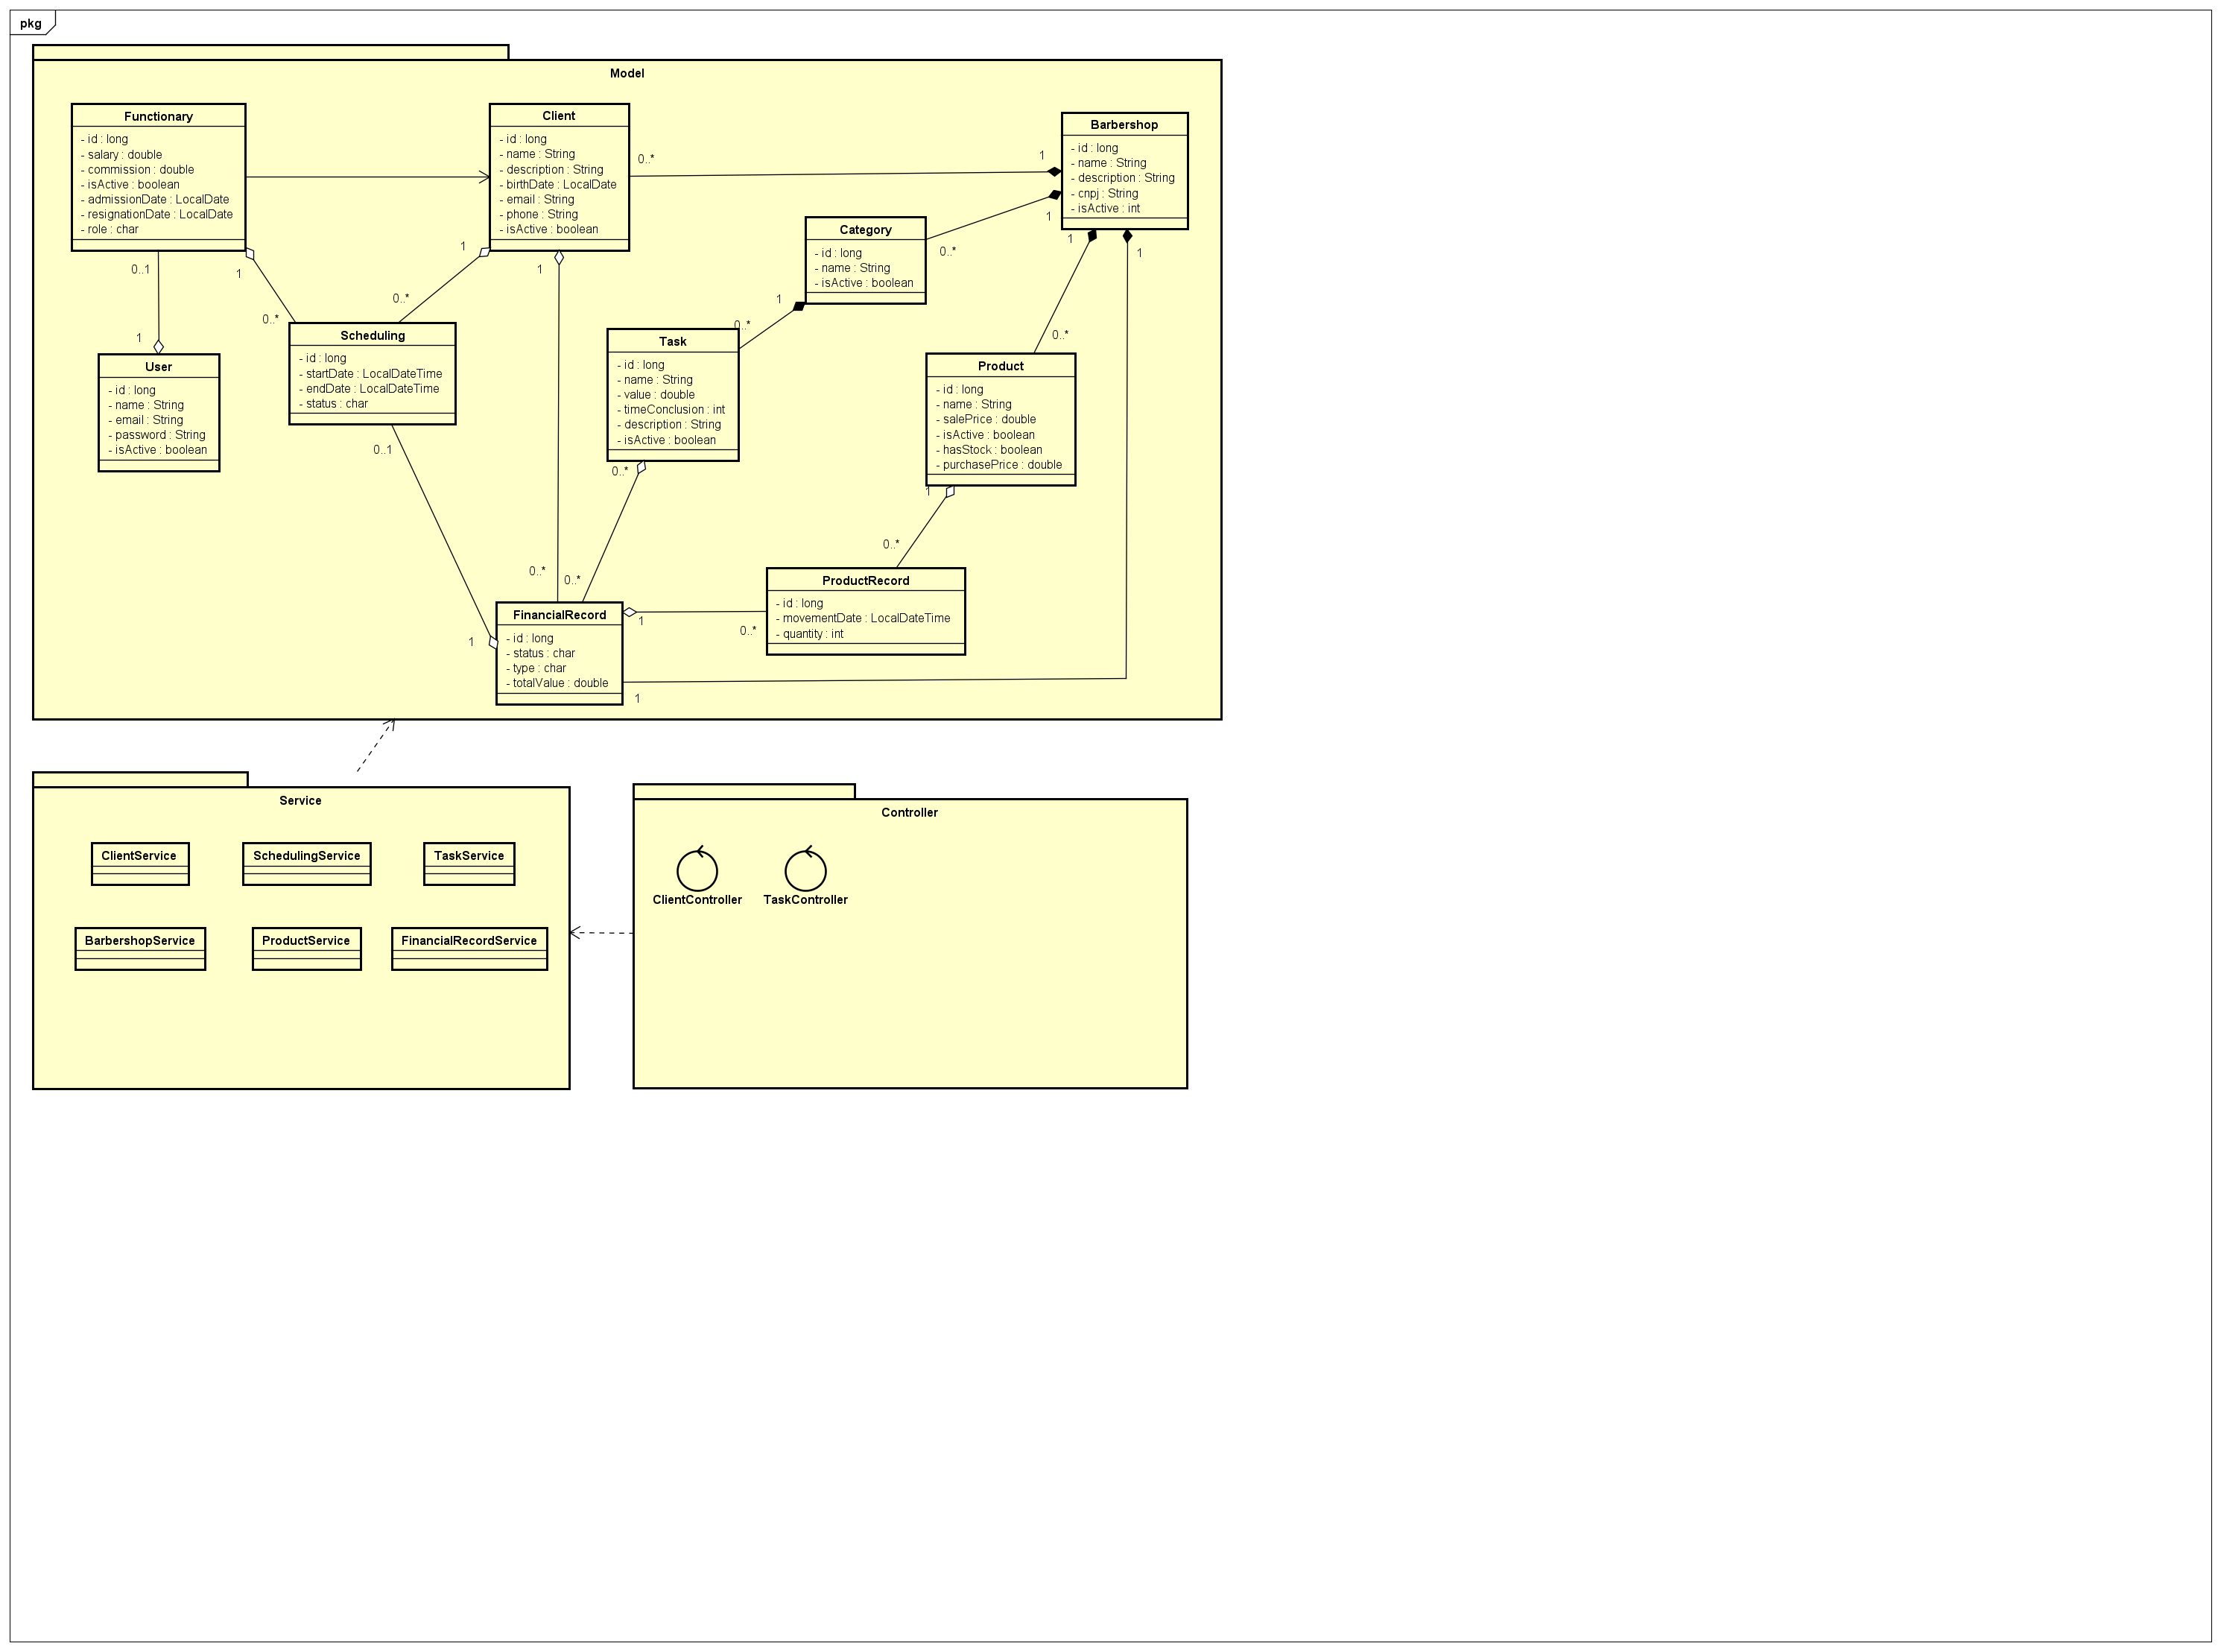 pkg
Model
Functionary
- id : long
- salary : double
- commission : double
- isActive : boolean
- admissionDate : LocalDate
- resignationDate : LocalDate
- role : char
Client
- id : long
- name : String
- description : String
- birthDate : LocalDate
- email : String
- phone : String
- isActive : boolean
0..*
1
Barbershop
- id : long
- name : String
- description : String
- cnpj : String
- isActive : int
1
0..*
Category
- id : long
- name : String
- isActive : boolean
1
1
0..1
1
0..*
1
0..*
1
1
0..*
1
0..*
Scheduling
- id : long
- startDate : LocalDateTime
- endDate : LocalDateTime
- status : char
User
- id : long
- name : String
- email : String
- password : String
- isActive : boolean
Task
- id : long
- name : String
- value : double
- timeConclusion : int
- description : String
- isActive : boolean
0..*
Product
- id : long
- name : String
- salePrice : double
- isActive : boolean
- hasStock : boolean
- purchasePrice : double
0..1
0..*
1
0..*
0..*
0..*
ProductRecord
- id : long
- movementDate : LocalDateTime
- quantity : int
1
0..*
1
FinancialRecord
- id : long
- status : char
- type : char
- totalValue : double
1
Service
ClientService
SchedulingService
TaskService
BarbershopService
ProductService
FinancialRecordService
Controller
ClientController
TaskController